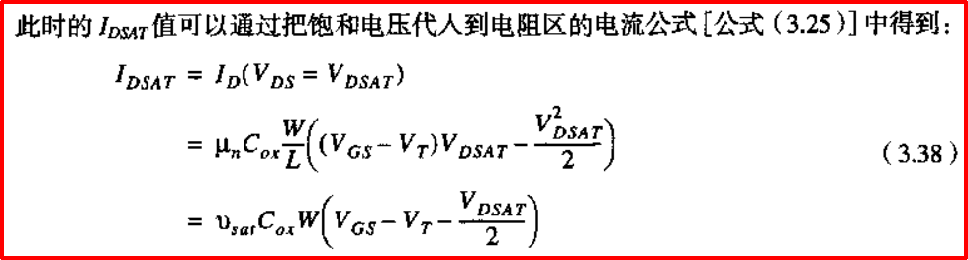 此时的 I_{DSAT} 值可以通过把饱和电压代人到电阻区的电流公式 [公式（3.25）] 中得到：
I_{DSAT} = I_D(V_{DS} = V_{DSAT})
= μ_n C_{ox} \frac{W}{L} \left( (V_{GS} − V_T) V_{DSAT} − \frac{V_{DSAT}^2}{2} \right) （3.38）
= υ_{sat} C_{ox} W \left( V_{GS} − V_T − \frac{V_{DSAT}}{2} \right)